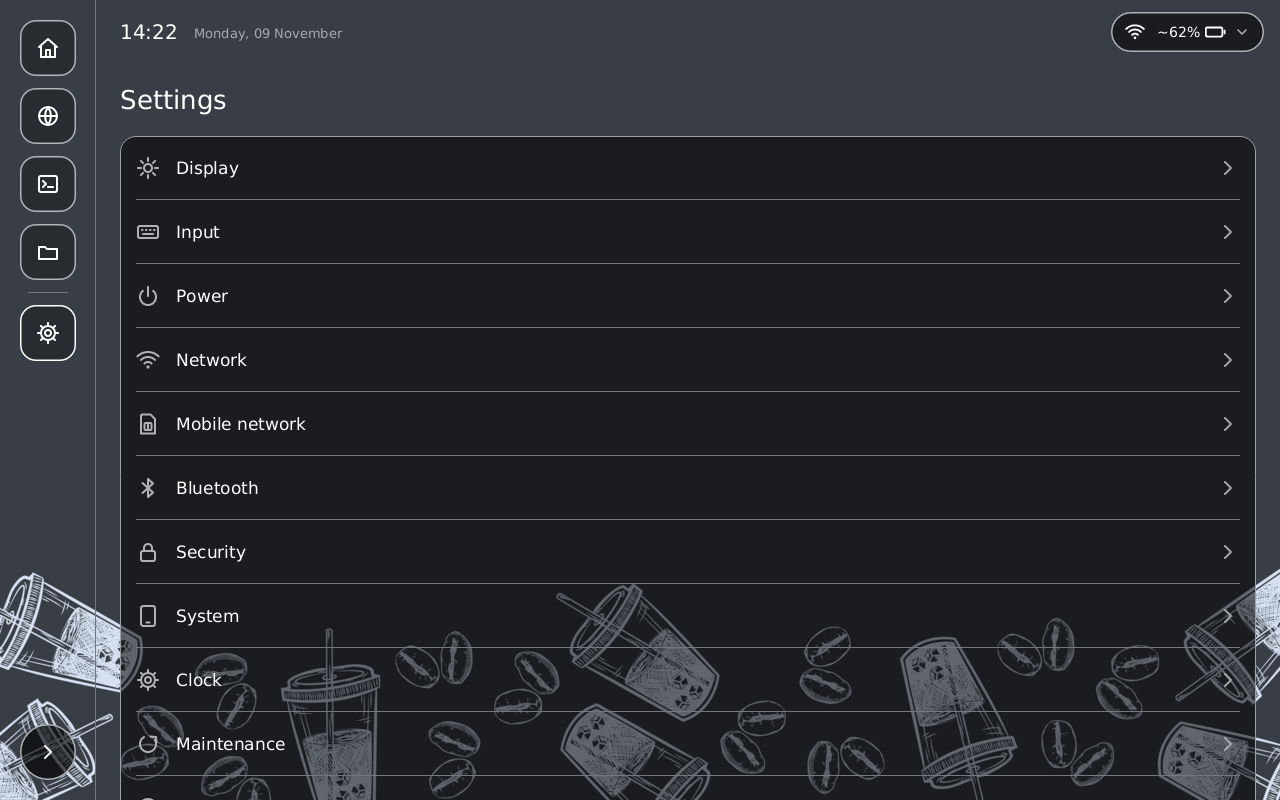 14:22 Monday, 09 November
~62%
Settings
Display
Input
Power
Network
Mobile network
Bluetooth
Security
System
Clock
Maintenance